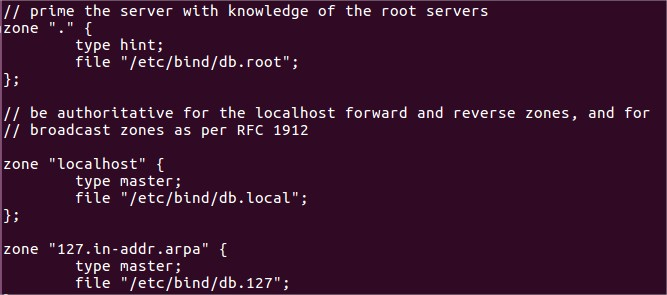 // prime the server with knowledge of the root servers
zone "." {
        type hint;
        file "/etc/bind/db.root";
};

// be authoritative for the localhost forward and reverse zones, and for
// broadcast zones as per RFC 1912

zone "localhost" {
        type master;
        file "/etc/bind/db.local";
};

zone "127.in-addr.arpa" {
        type master;
        file "/etc/bind/db.127";